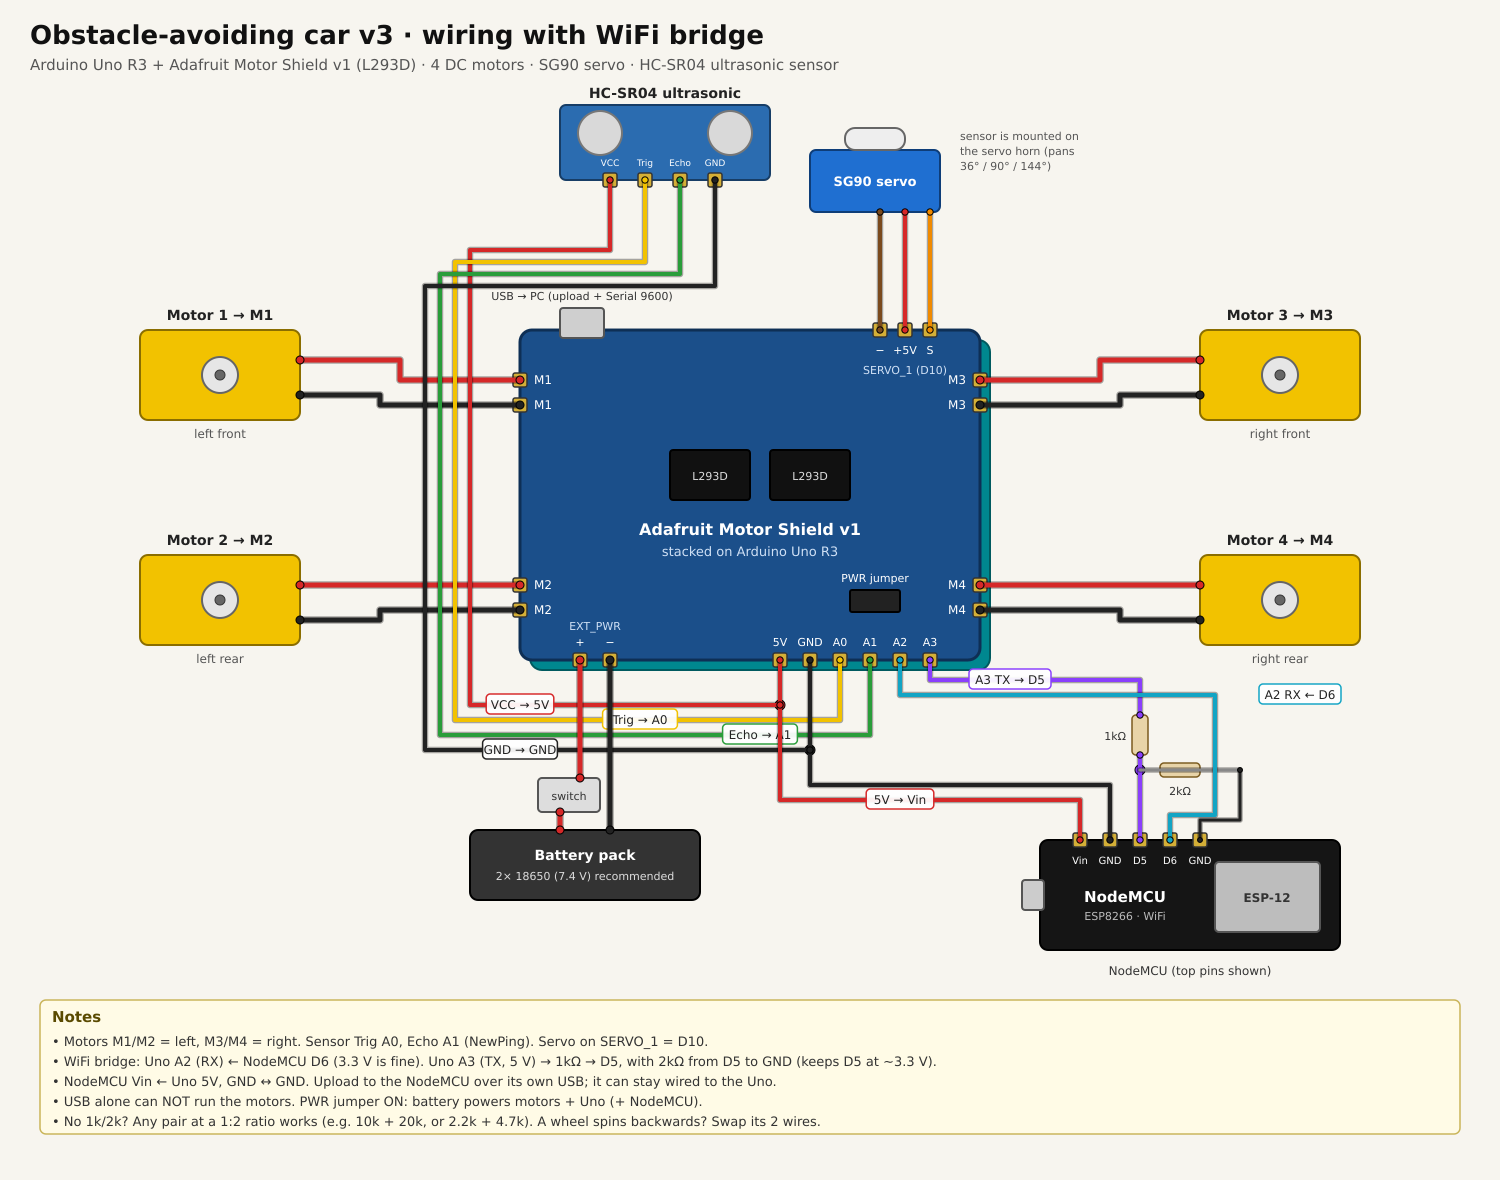 Obstacle-avoiding car v3 · wiring with WiFi bridge
Arduino Uno R3 + Adafruit Motor Shield v1 (L293D) · 4 DC motors · SG90 servo · HC-SR04 ultrasonic sensor
HC-SR04 ultrasonic
VCC Trig Echo GND
SG90 servo
sensor is mounted on
the servo horn (pans
36° / 90° / 144°)
USB → PC (upload + Serial 9600)
Motor 1 → M1
left front
Motor 3 → M3
right front
− +5V S
SERVO_1 (D10)
M1
M1
M3
M3
L293D
L293D
Adafruit Motor Shield v1
stacked on Arduino Uno R3
Motor 2 → M2
left rear
Motor 4 → M4
right rear
PWR jumper
M2
M2
M4
M4
EXT_PWR
+ −
5V GND A0 A1 A2 A3
A3 TX → D5
A2 RX ← D6
VCC → 5V
Trig → A0
Echo → A1
GND → GND
1kΩ
2kΩ
switch
5V → Vin
Battery pack
2× 18650 (7.4 V) recommended
Vin GND D5 D6 GND
NodeMCU
ESP8266 · WiFi
ESP-12
NodeMCU (top pins shown)
Notes
• Motors M1/M2 = left, M3/M4 = right. Sensor Trig A0, Echo A1 (NewPing). Servo on SERVO_1 = D10.
• WiFi bridge: Uno A2 (RX) ← NodeMCU D6 (3.3 V is fine). Uno A3 (TX, 5 V) → 1kΩ → D5, with 2kΩ from D5 to GND (keeps D5 at ~3.3 V).
• NodeMCU Vin ← Uno 5V, GND ↔ GND. Upload to the NodeMCU over its own USB; it can stay wired to the Uno.
• USB alone can NOT run the motors. PWR jumper ON: battery powers motors + Uno (+ NodeMCU).
• No 1k/2k? Any pair at a 1:2 ratio works (e.g. 10k + 20k, or 2.2k + 4.7k). A wheel spins backwards? Swap its 2 wires.